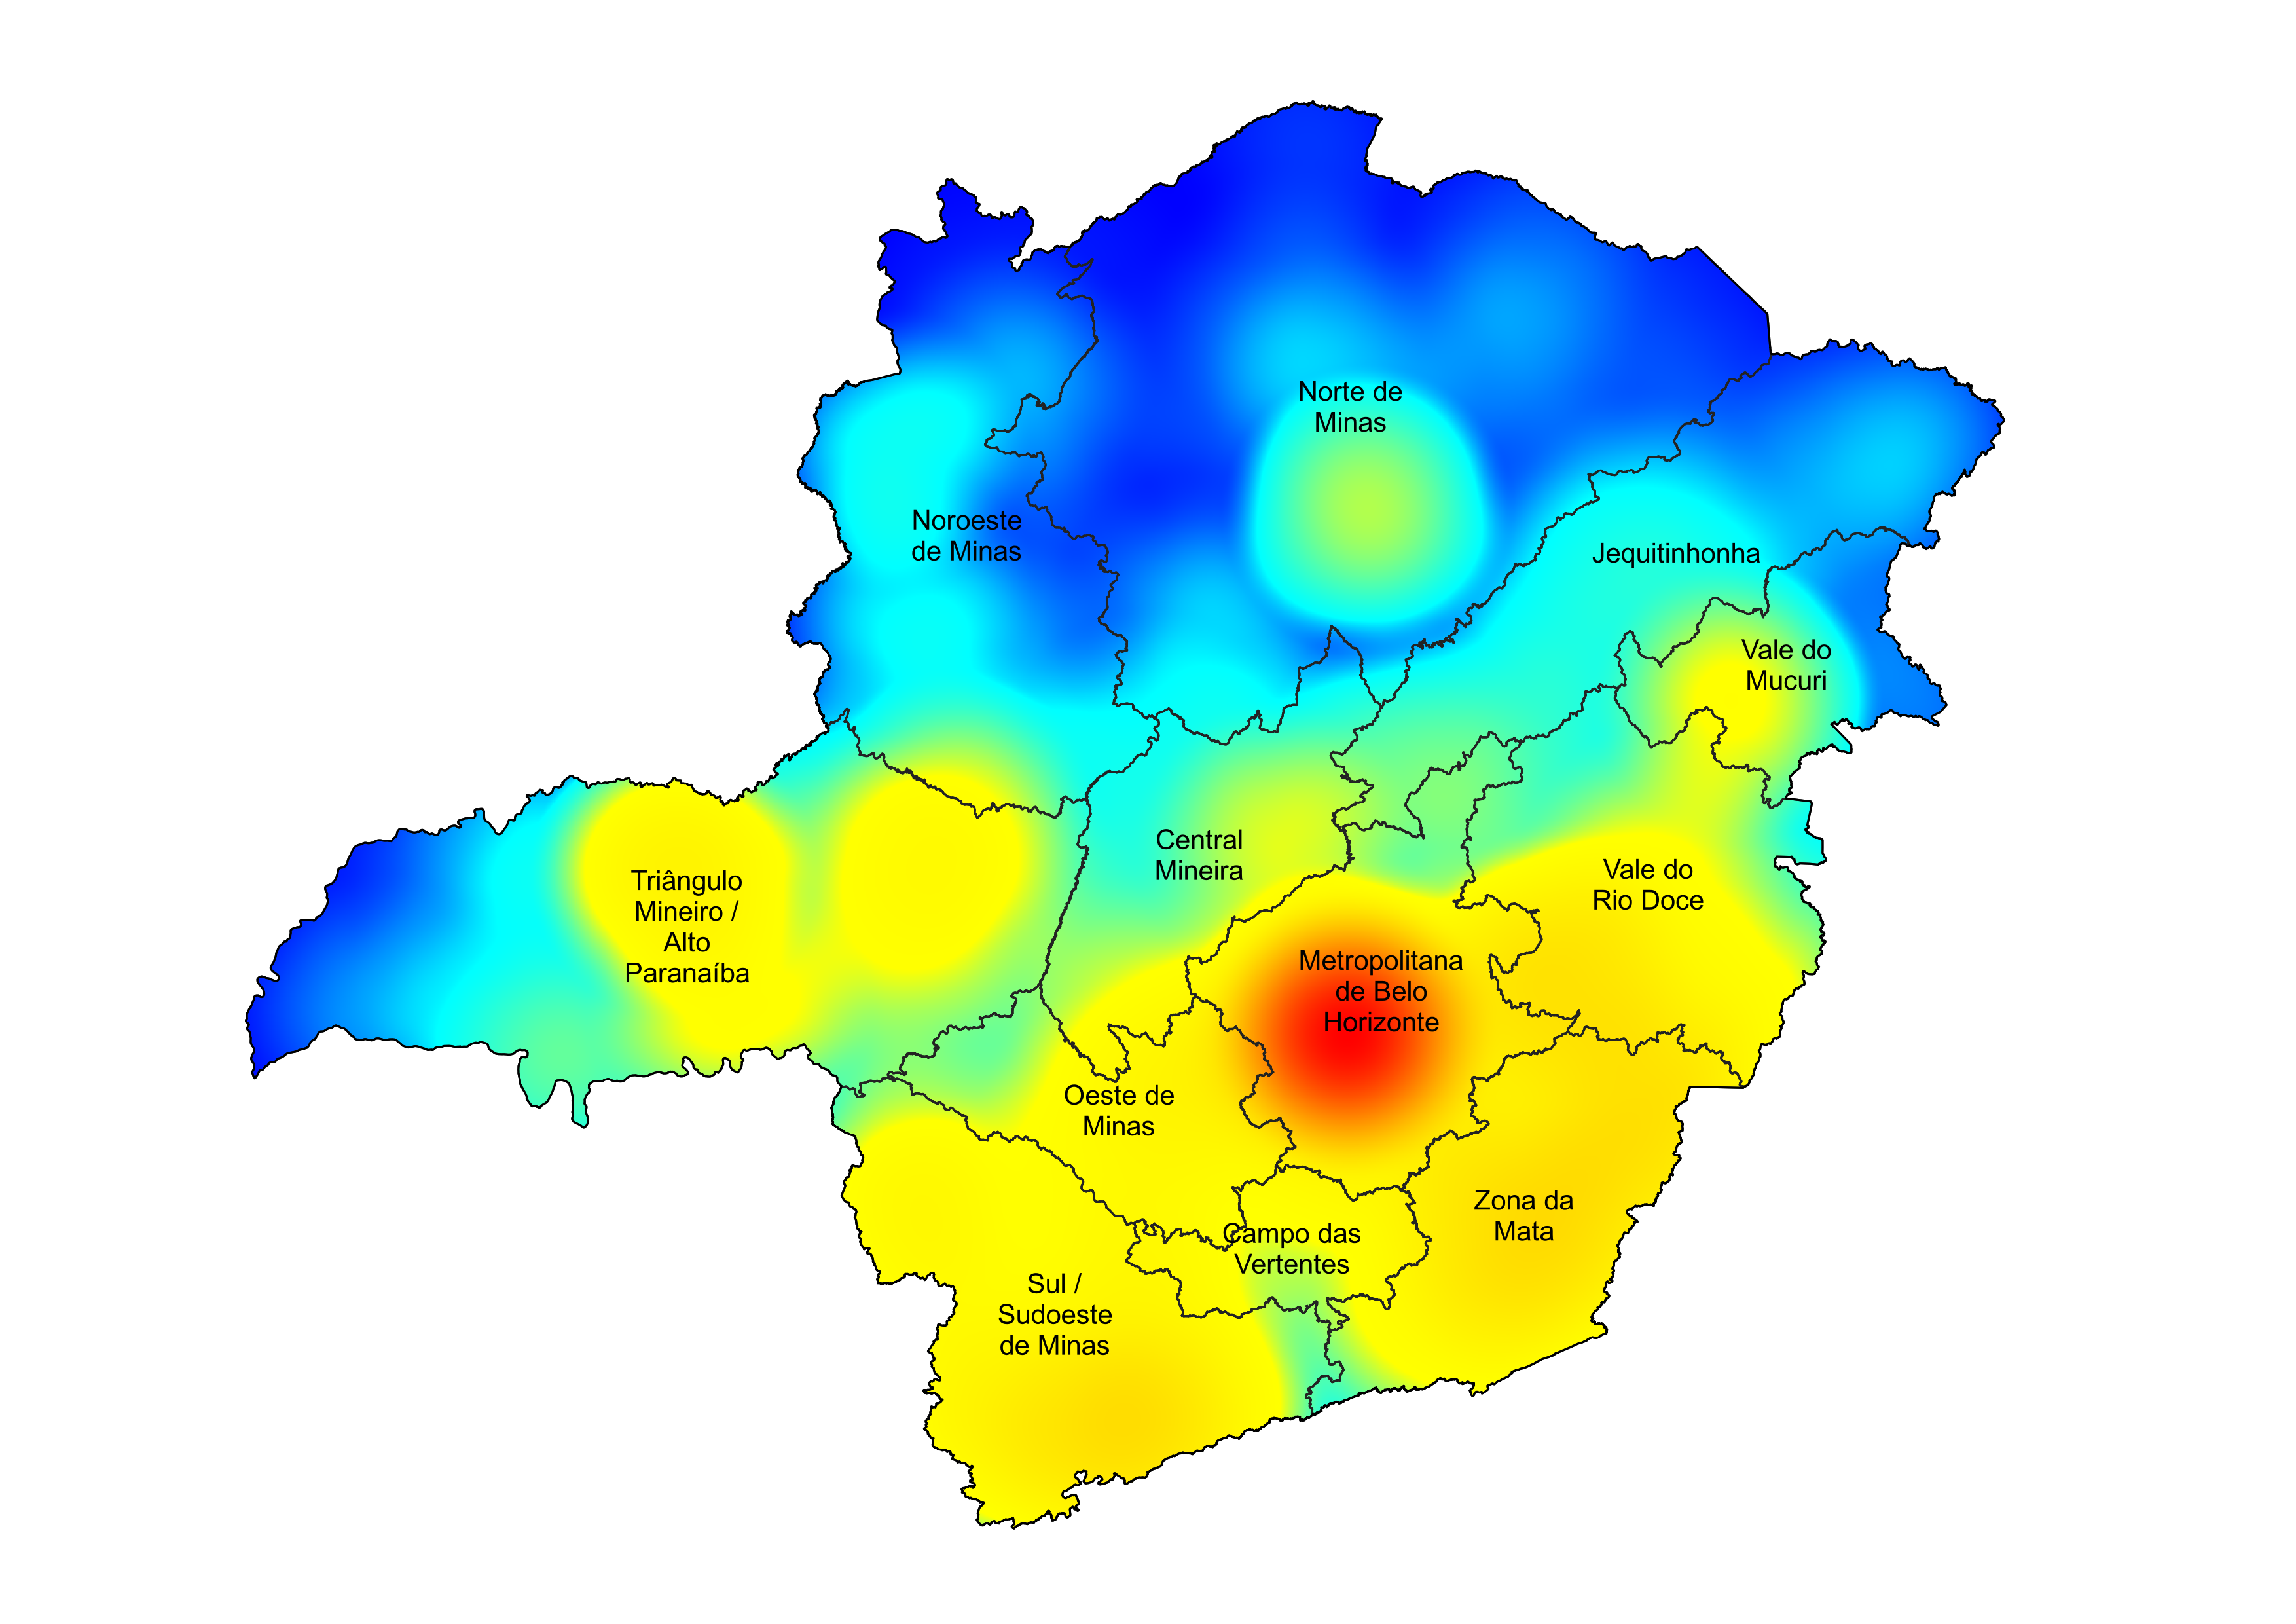 Norte de
Minas
Noroeste
de Minas
Jequitinhonha
Vale do
Mucuri
Central
Mineira
Vale do
Rio Doce
Triângulo
Mineiro /
Alto
Paranaíba
Metropolitana
de Belo
Horizonte
Oeste de
Minas
Zona da
Mata
Campo das
Vertentes
Sul /
Sudoeste
de Minas